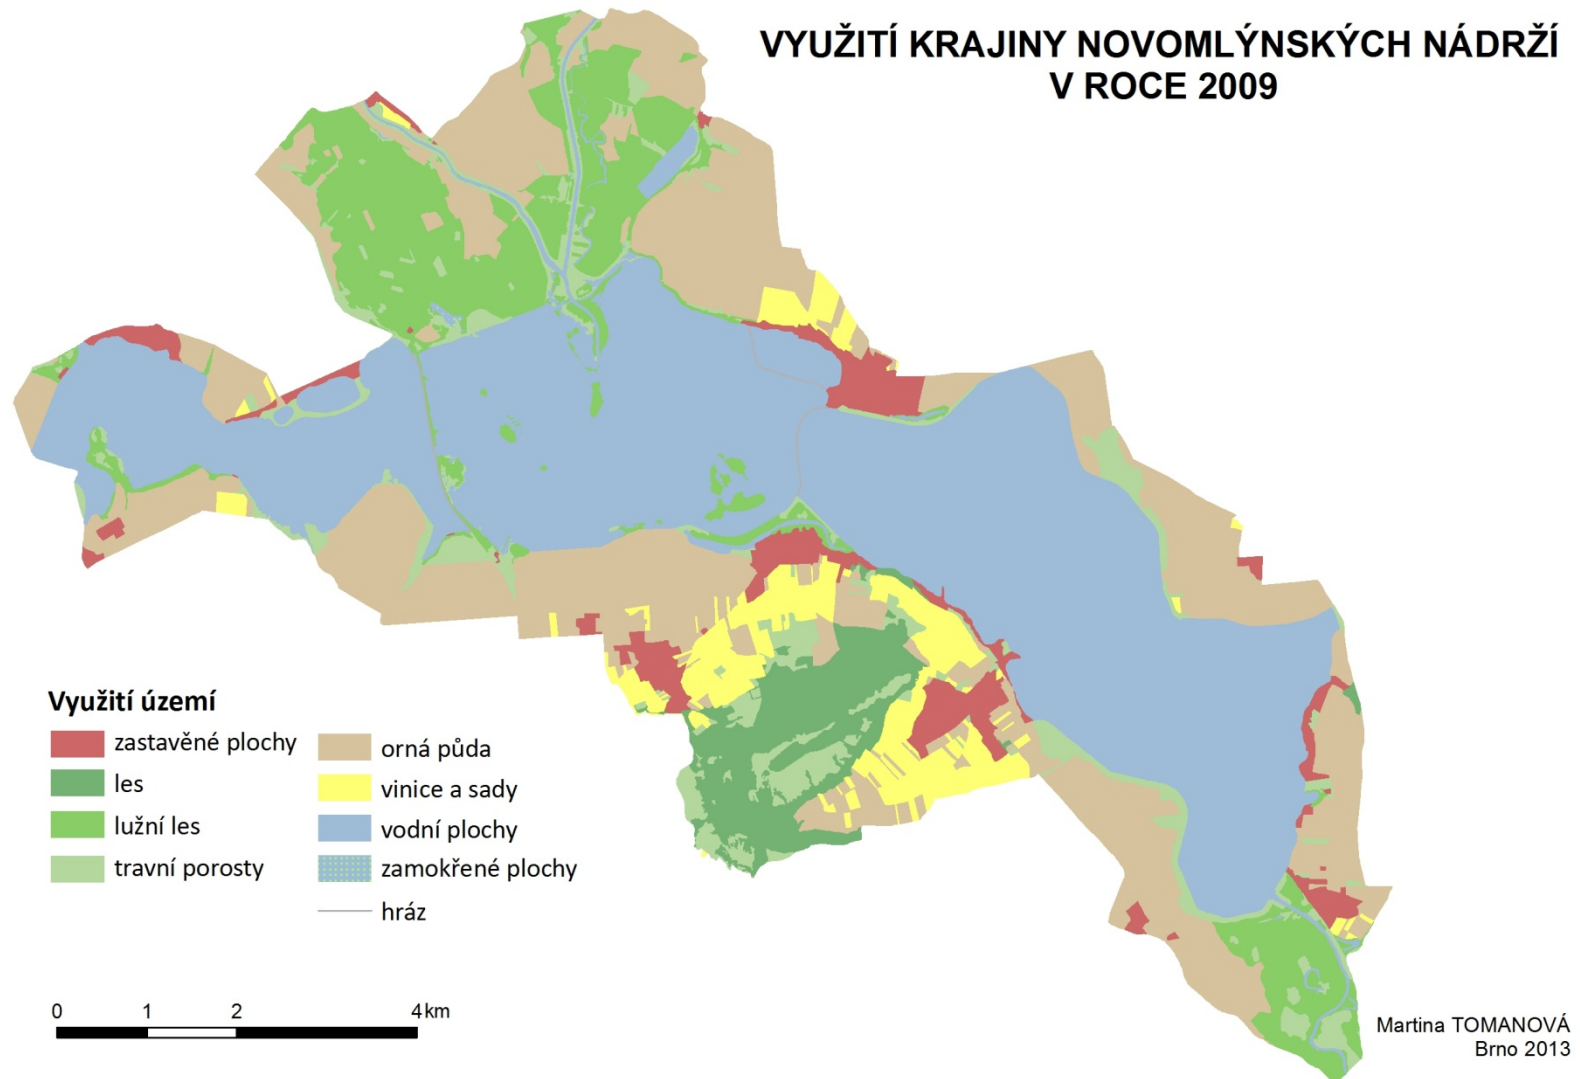 VYUŽITÍ KRAJINY NOVOMLÝNSKÝCH NÁDRŽÍ
V ROCE 2009
Využití území
zastavěné plochy
les
lužní les
travní porosty
orná půda
vinice a sady
vodní plochy
zamokřené plochy
hráz
0 1 2 4 km
Martina TOMANOVÁ
Brno 2013